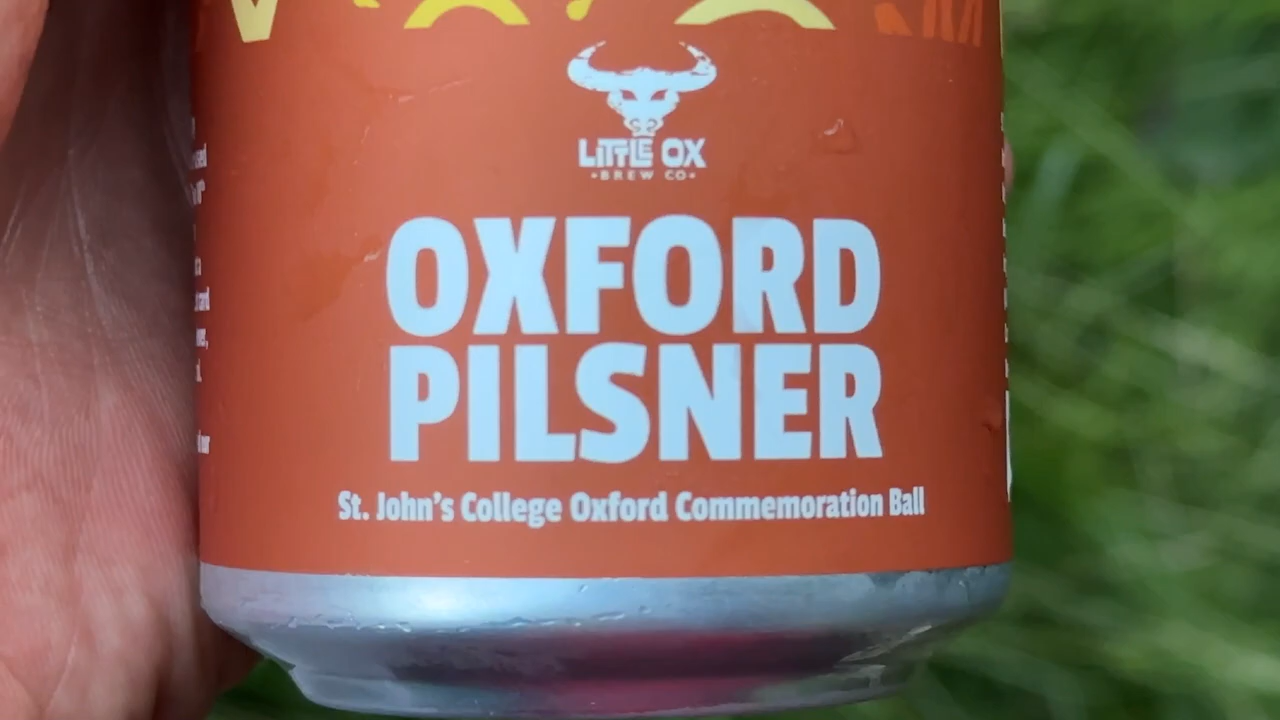 LITTLE OX
•BREW CO•
OXFORD
PILSNER
St. John's College Oxford Commemoration Ball